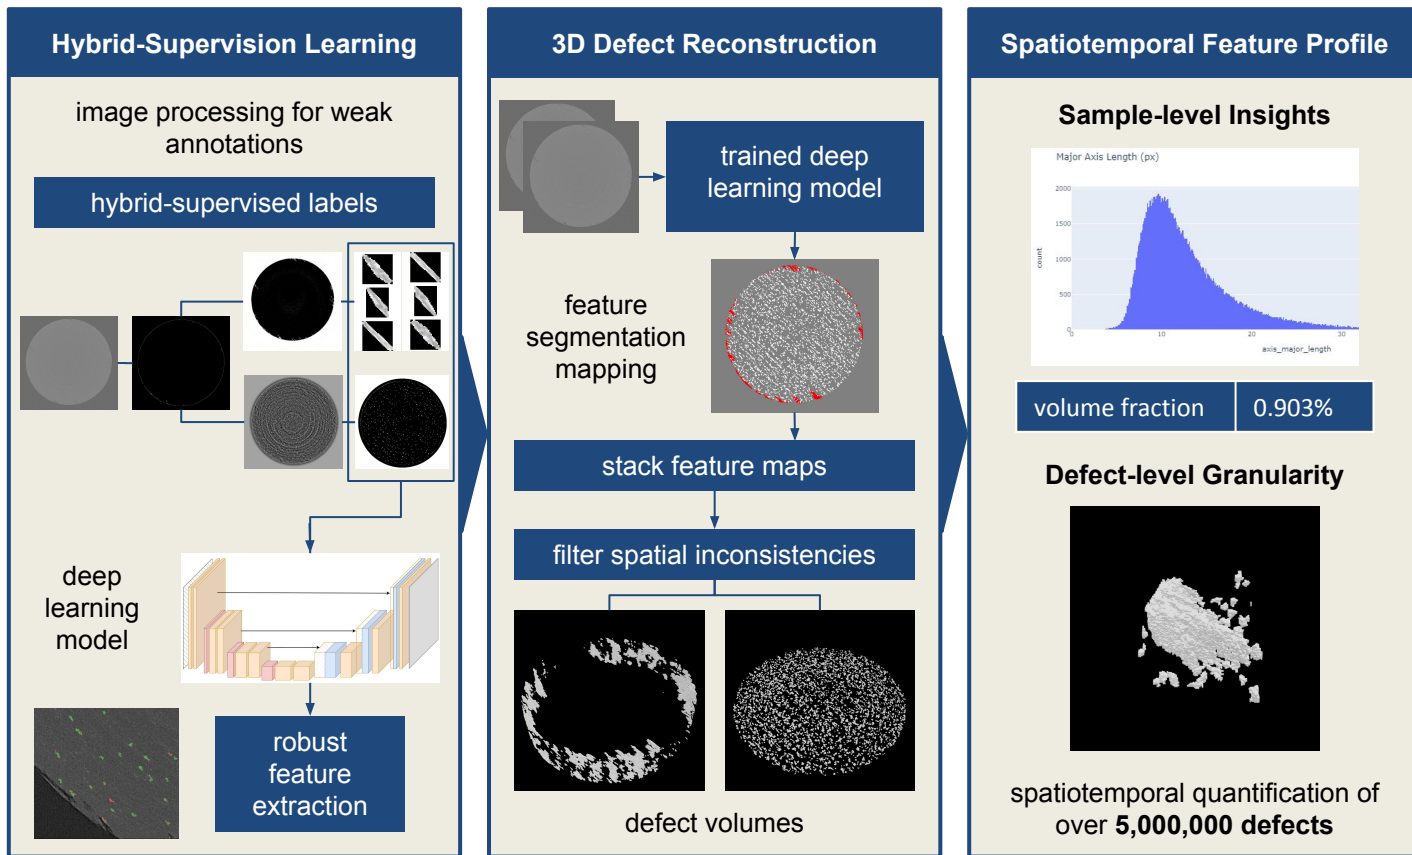 Hybrid-Supervision Learning
image processing for weak
annotations
hybrid-supervised labels
deep
learning
model
robust
feature
extraction
3D Defect Reconstruction
trained deep
learning model
feature
segmentation
mapping
stack feature maps
filter spatial inconsistencies
defect volumes
Spatiotemporal Feature Profile
Sample-level Insights
Major Axis Length (px)
2000
1500
1000
500
0
count
0
10
20
30
axis_major_length
volume fraction 0.903%
Defect-level Granularity
spatiotemporal quantification of
over 5,000,000 defects